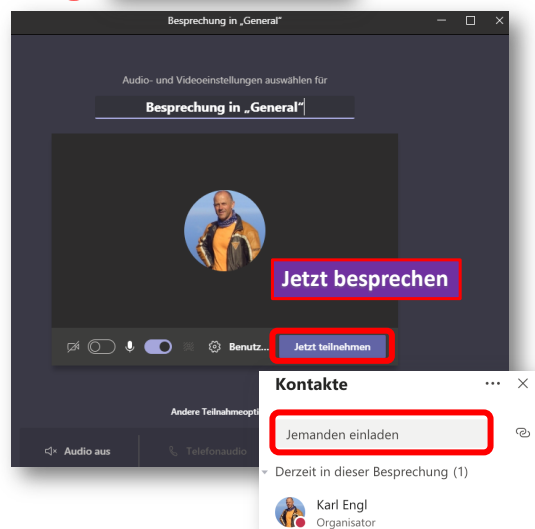 Besprechung in „General“
Audio- und Videoeinstellungen auswählen für
Besprechung in „General“
Jetzt besprechen
Benutz...
Jetzt teilnehmen
Andere Teilnahmeopti
Audio aus
Telefonaudio
Kontakte
Jemanden einladen
Derzeit in dieser Besprechung (1)
Karl Engl
Organisator